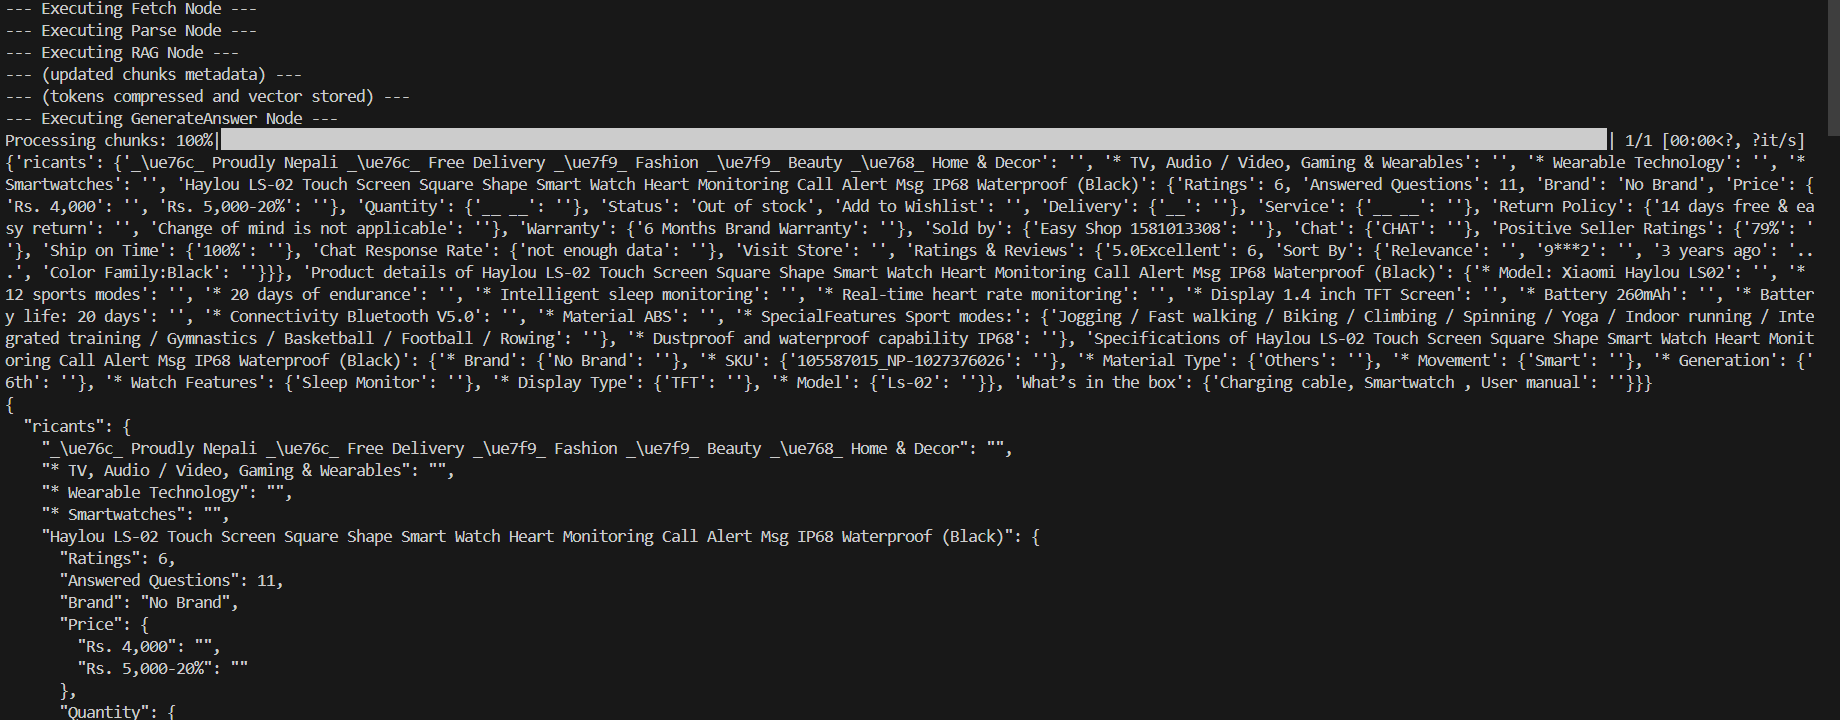 --- Executing Fetch Node ---
--- Executing Parse Node ---
--- Executing RAG Node ---
--- (updated chunks metadata) ---
--- (tokens compressed and vector stored) ---
--- Executing GenerateAnswer Node ---
Processing chunks: 100%| | 1/1 [00:00<?, ?it/s]
{'ricants': {'_\ue76c_ Proudly Nepali _\ue76c_ Free Delivery _\ue7f9_ Fashion _\ue7f9_ Beauty _\ue768_ Home & Decor': '', '* TV, Audio / Video, Gaming & Wearables': '', '* Wearable Technology': '', '*
Smartwatches': '', 'Haylou LS-02 Touch Screen Square Shape Smart Watch Heart Monitoring Call Alert Msg IP68 Waterproof (Black)': {'Ratings': 6, 'Answered Questions': 11, 'Brand': 'No Brand', 'Price': {
'Rs. 4,000': '', 'Rs. 5,000-20%': ''}, 'Quantity': {'__ __': ''}, 'Status': 'Out of stock', 'Add to Wishlist': '', 'Delivery': {'__': ''}, 'Service': {'__ __': ''}, 'Return Policy': {'14 days free & ea
sy return': '', 'Change of mind is not applicable': ''}, 'Warranty': {'6 Months Brand Warranty': ''}, 'Sold by': {'Easy Shop 1581013308': ''}, 'Chat': {'CHAT': ''}, 'Positive Seller Ratings': {'79%': '
'}, 'Ship on Time': {'100%': ''}, 'Chat Response Rate': {'not enough data': ''}, 'Visit Store': '', 'Ratings & Reviews': {'5.0Excellent': 6, 'Sort By': {'Relevance': '', '9***2': '', '3 years ago': '..
.', 'Color Family:Black': ''}}}, 'Product details of Haylou LS-02 Touch Screen Square Shape Smart Watch Heart Monitoring Call Alert Msg IP68 Waterproof (Black)': {'* Model: Xiaomi Haylou LS02': '', '*
12 sports modes': '', '* 20 days of endurance': '', '* Intelligent sleep monitoring': '', '* Real-time heart rate monitoring': '', '* Display 1.4 inch TFT Screen': '', '* Battery 260mAh': '', '* Batter
y life: 20 days': '', '* Connectivity Bluetooth V5.0': '', '* Material ABS': '', '* SpecialFeatures Sport modes:': {'Jogging / Fast walking / Biking / Climbing / Spinning / Yoga / Indoor running / Inte
grated training / Gymnastics / Basketball / Football / Rowing': ''}, '* Dustproof and waterproof capability IP68': ''}, 'Specifications of Haylou LS-02 Touch Screen Square Shape Smart Watch Heart Monit
oring Call Alert Msg IP68 Waterproof (Black)': {'* Brand': {'No Brand': ''}, '* SKU': {'105587015_NP-1027376026': ''}, '* Material Type': {'Others': ''}, '* Movement': {'Smart': ''}, '* Generation': {'
6th': ''}, '* Watch Features': {'Sleep Monitor': ''}, '* Display Type': {'TFT': ''}, '* Model': {'Ls-02': ''}}, 'What’s in the box': {'Charging cable, Smartwatch , User manual': ''}}}
{
  "ricants": {
    "_\ue76c_ Proudly Nepali _\ue76c_ Free Delivery _\ue7f9_ Fashion _\ue7f9_ Beauty _\ue768_ Home & Decor": "",
    "* TV, Audio / Video, Gaming & Wearables": "",
    "* Wearable Technology": "",
    "* Smartwatches": "",
    "Haylou LS-02 Touch Screen Square Shape Smart Watch Heart Monitoring Call Alert Msg IP68 Waterproof (Black)": {
      "Ratings": 6,
      "Answered Questions": 11,
      "Brand": "No Brand",
      "Price": {
        "Rs. 4,000": "",
        "Rs. 5,000-20%": ""
      },
      "Quantity": {